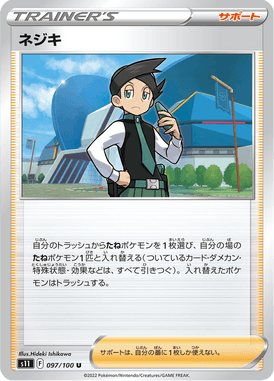 TRAINER'S
サポート
ネジキ
自分のトラッシュからたねポケモンを1枚選び、自分の場の
たねポケモン1匹と入れ替える(ついているカード・ダメカン・
特殊状態・効果などは、すべて引きつぐ)。入れ替えたポケ
モンは、トラッシュする。
Illus. Hideki Ishikawa
s11 F 097/100 U
©2022 Pokémon/Nintendo/Creatures/GAME FREAK.
サポートは、自分の番に1枚しか使えない。